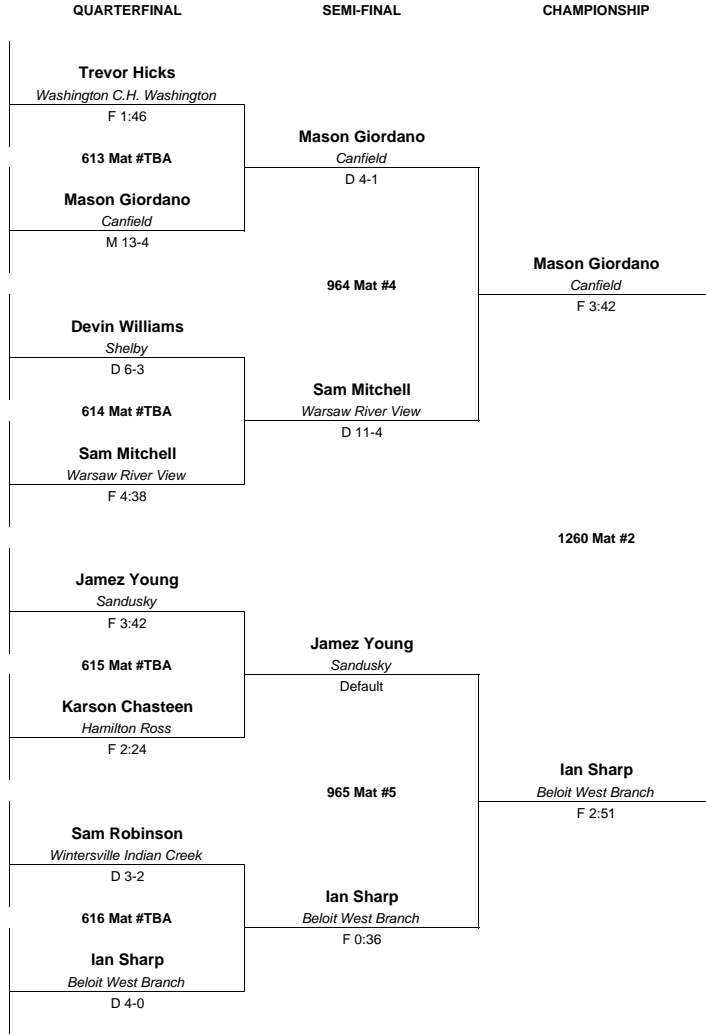 QUARTERFINAL
SEMI-FINAL
CHAMPIONSHIP
Trevor Hicks
Washington C.H. Washington
F 1:46
613 Mat #TBA
Mason Giordano
Canfield
M 13-4
Devin Williams
Shelby
D 6-3
614 Mat #TBA
Sam Mitchell
Warsaw River View
F 4:38
Jamez Young
Sandusky
F 3:42
615 Mat #TBA
Karson Chasteen
Hamilton Ross
F 2:24
Sam Robinson
Wintersville Indian Creek
D 3-2
616 Mat #TBA
Ian Sharp
Beloit West Branch
D 4-0
Mason Giordano
Canfield
D 4-1
964 Mat #4
Sam Mitchell
Warsaw River View
D 11-4
Jamez Young
Sandusky
Default
965 Mat #5
Ian Sharp
Beloit West Branch
F 0:36
Mason Giordano
Canfield
F 3:42
1260 Mat #2
Ian Sharp
Beloit West Branch
F 2:51